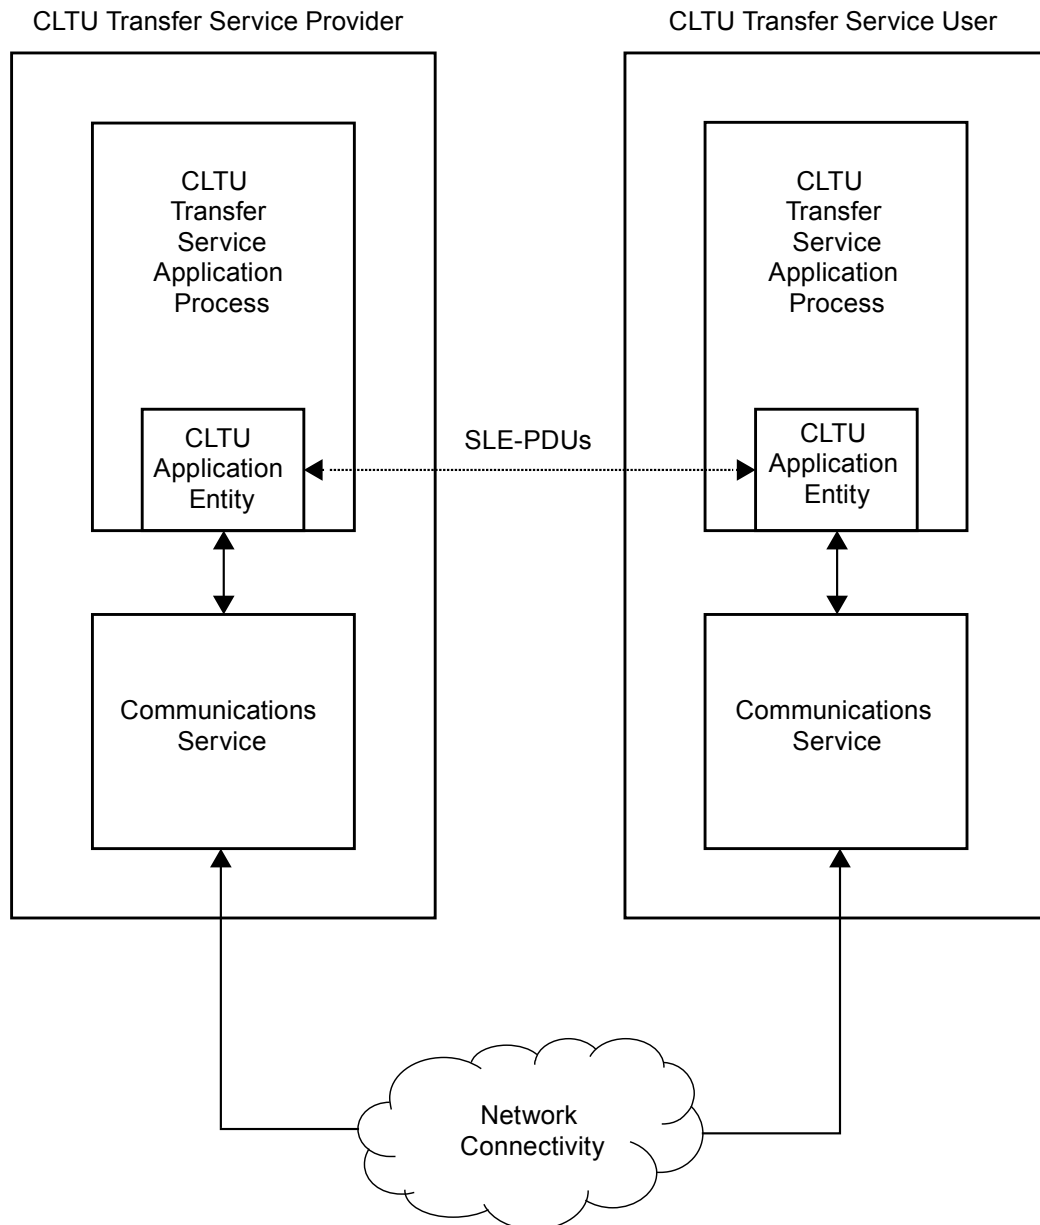 CLTU Transfer Service Provider
CLTU Transfer Service User
CLTU
Transfer
Service
Application
Process
CLTU
Transfer
Service
Application
Process
CLTU
Application
Entity
SLE-PDUs
CLTU
Application
Entity
Communications
Service
Communications
Service
Network
Connectivity